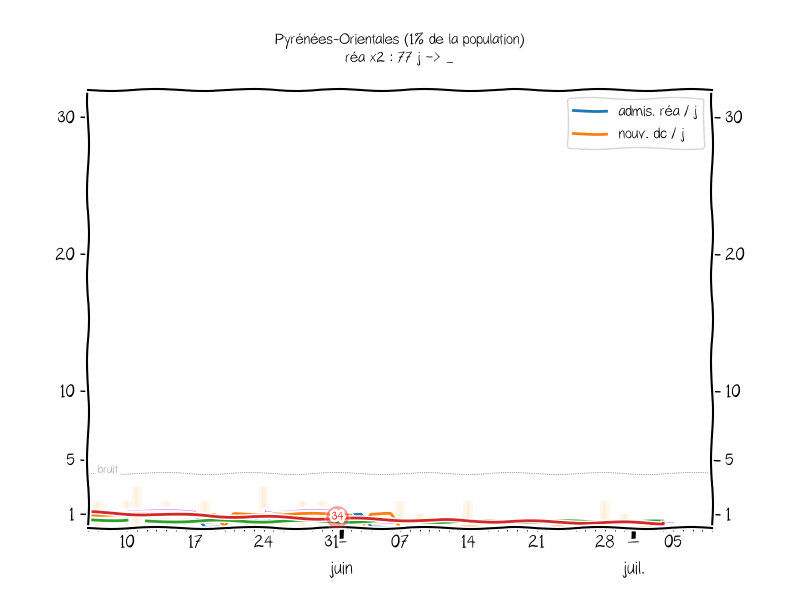 Pyrénées-Orientales (1% de la population)
réa x2 : 77 j -> _
admis. réa / j
nouv. dc / j
30
30
20
20
10
10
5
5
bruit
1
1
34
10
17
24
31
07
14
21
28
05
juin
juil.